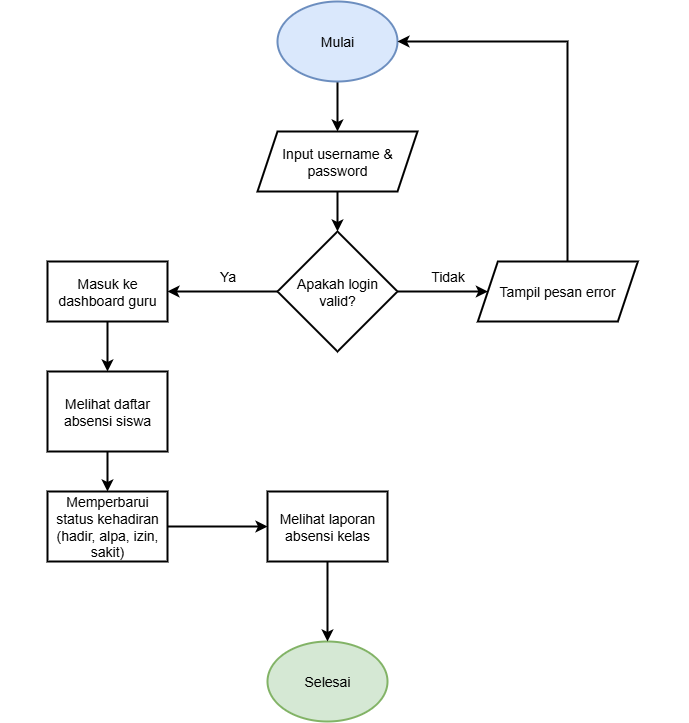 Mulai
Input username &
password
Apakah login
valid?
Ya
Tidak
Masuk ke
dashboard guru
Tampil pesan error
Melihat daftar
absensi siswa
Memperbarui
status kehadiran
(hadir, alpa, izin,
sakit)
Melihat laporan
absensi kelas
Selesai